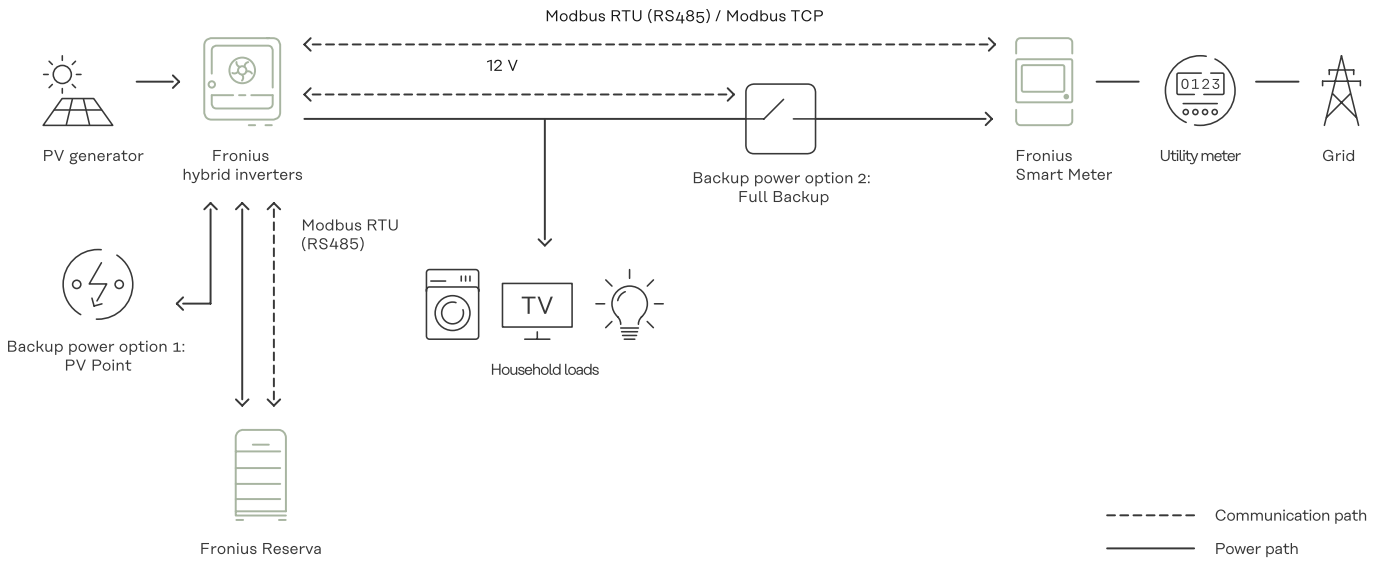 Modbus RTU (RS485) / Modbus TCP
12 V
0123
PV generator
Fronius
hybrid inverters
Backup power option 2:
Full Backup
Fronius
Smart Meter
Utility meter
Grid
Modbus RTU
(RS485)
TV
Backup power option 1:
PV Point
Household loads
Fronius Reserva
Communication path
Power path